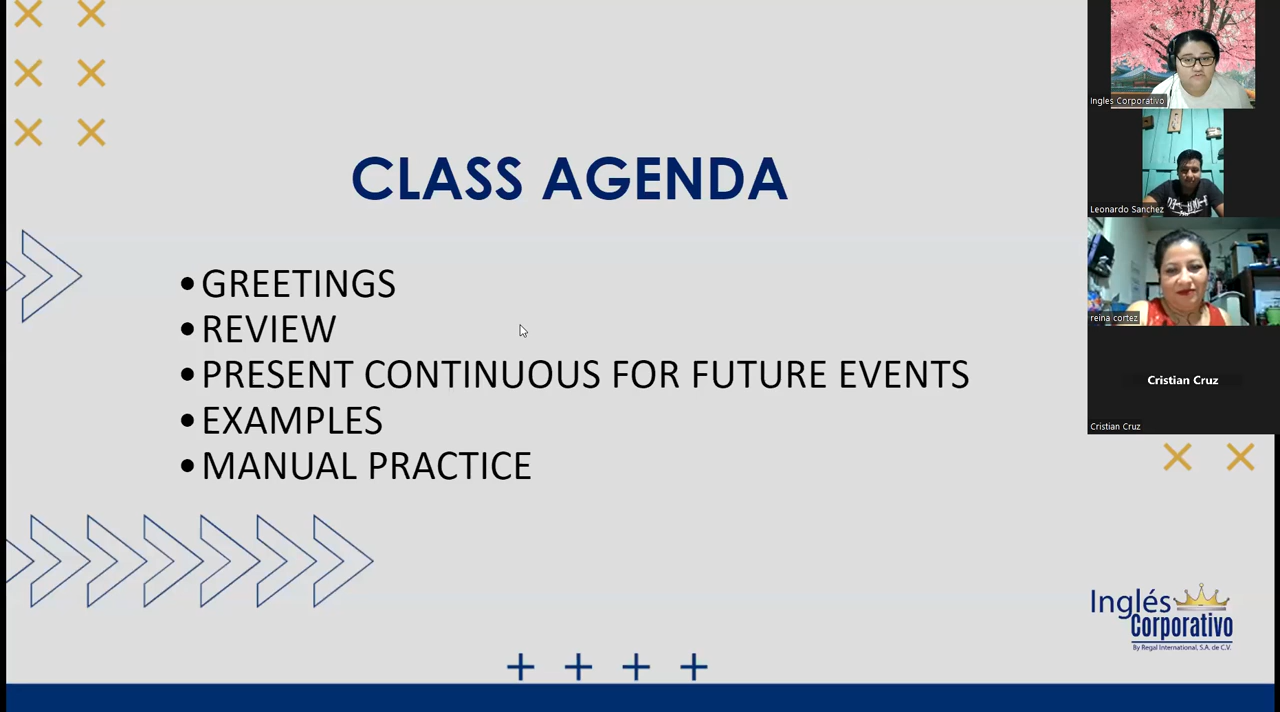 CLASS AGENDA
•GREETINGS
•REVIEW
•PRESENT CONTINUOUS FOR FUTURE EVENTS
•EXAMPLES
•MANUAL PRACTICE
Ingles Corporativo
Leonardo Sanchez
reina cortez
Cristian Cruz
Cristian Cruz
Inglés
Corporativo
By Regal International, S.A. de C.V.